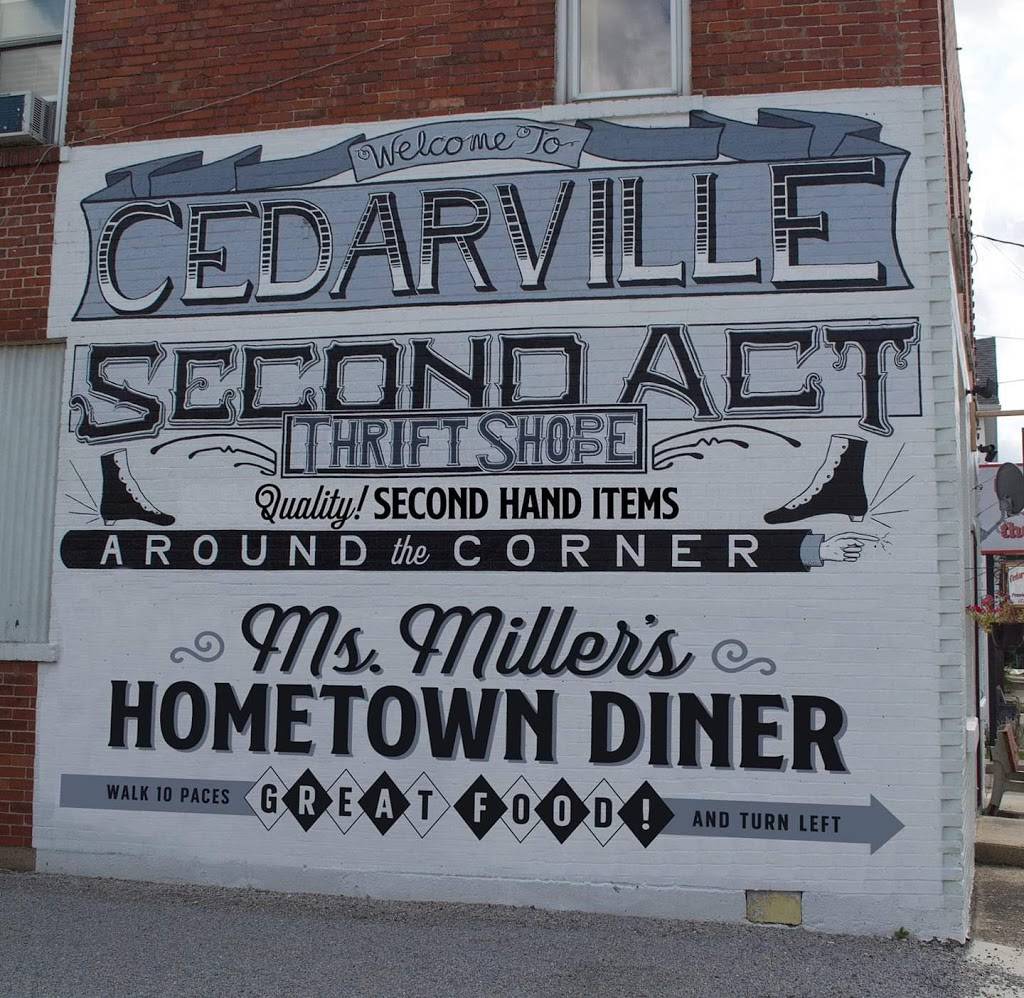 Welcome To
CEDARVILLE
SECOND ACT
THRIFT SHOPPE
Quality! SECOND HAND ITEMS
AROUND the CORNER
Ms. Miller's
HOMETOWN DINER
WALK 10 PACES GREAT FOOD! AND TURN LEFT